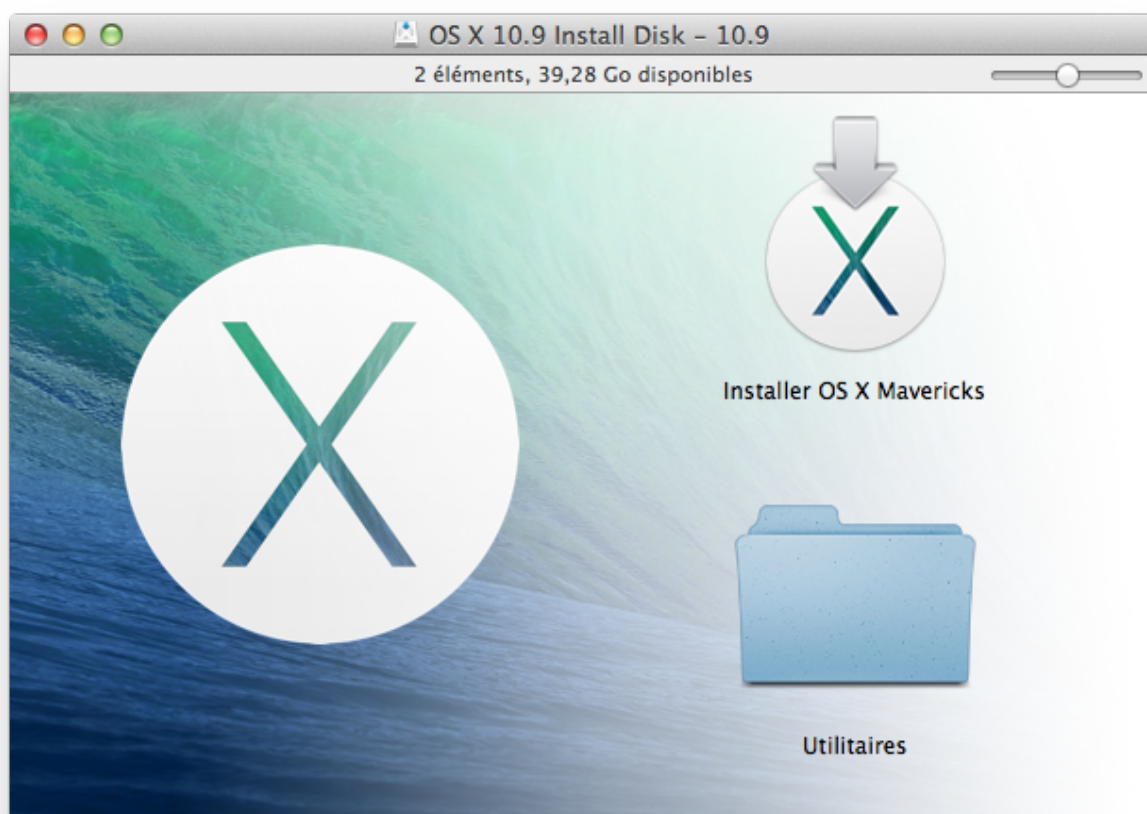 OS X 10.9 Install Disk – 10.9
2 éléments, 39,28 Go disponibles
X
X
Installer OS X Mavericks
Utilitaires